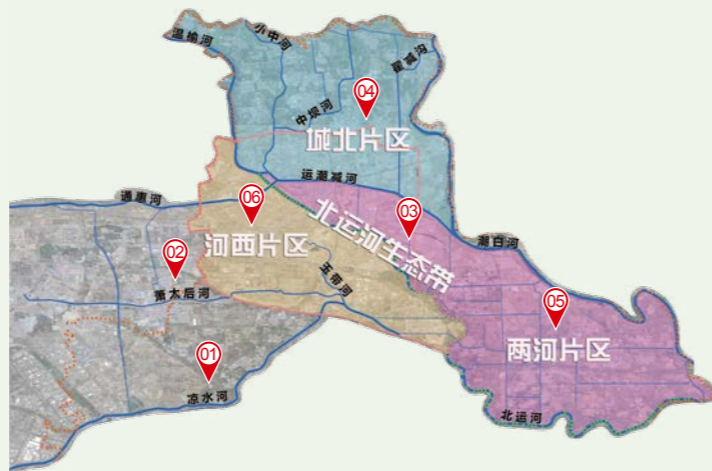 小中河
温榆河
翟减沟
04
中坝河
城北片区
运潮减河
通惠河
06
03
北运河生态带
潮白河
河西片区
02
玉带河
萧太后河
05
两河片区
01
凉水河
北运河